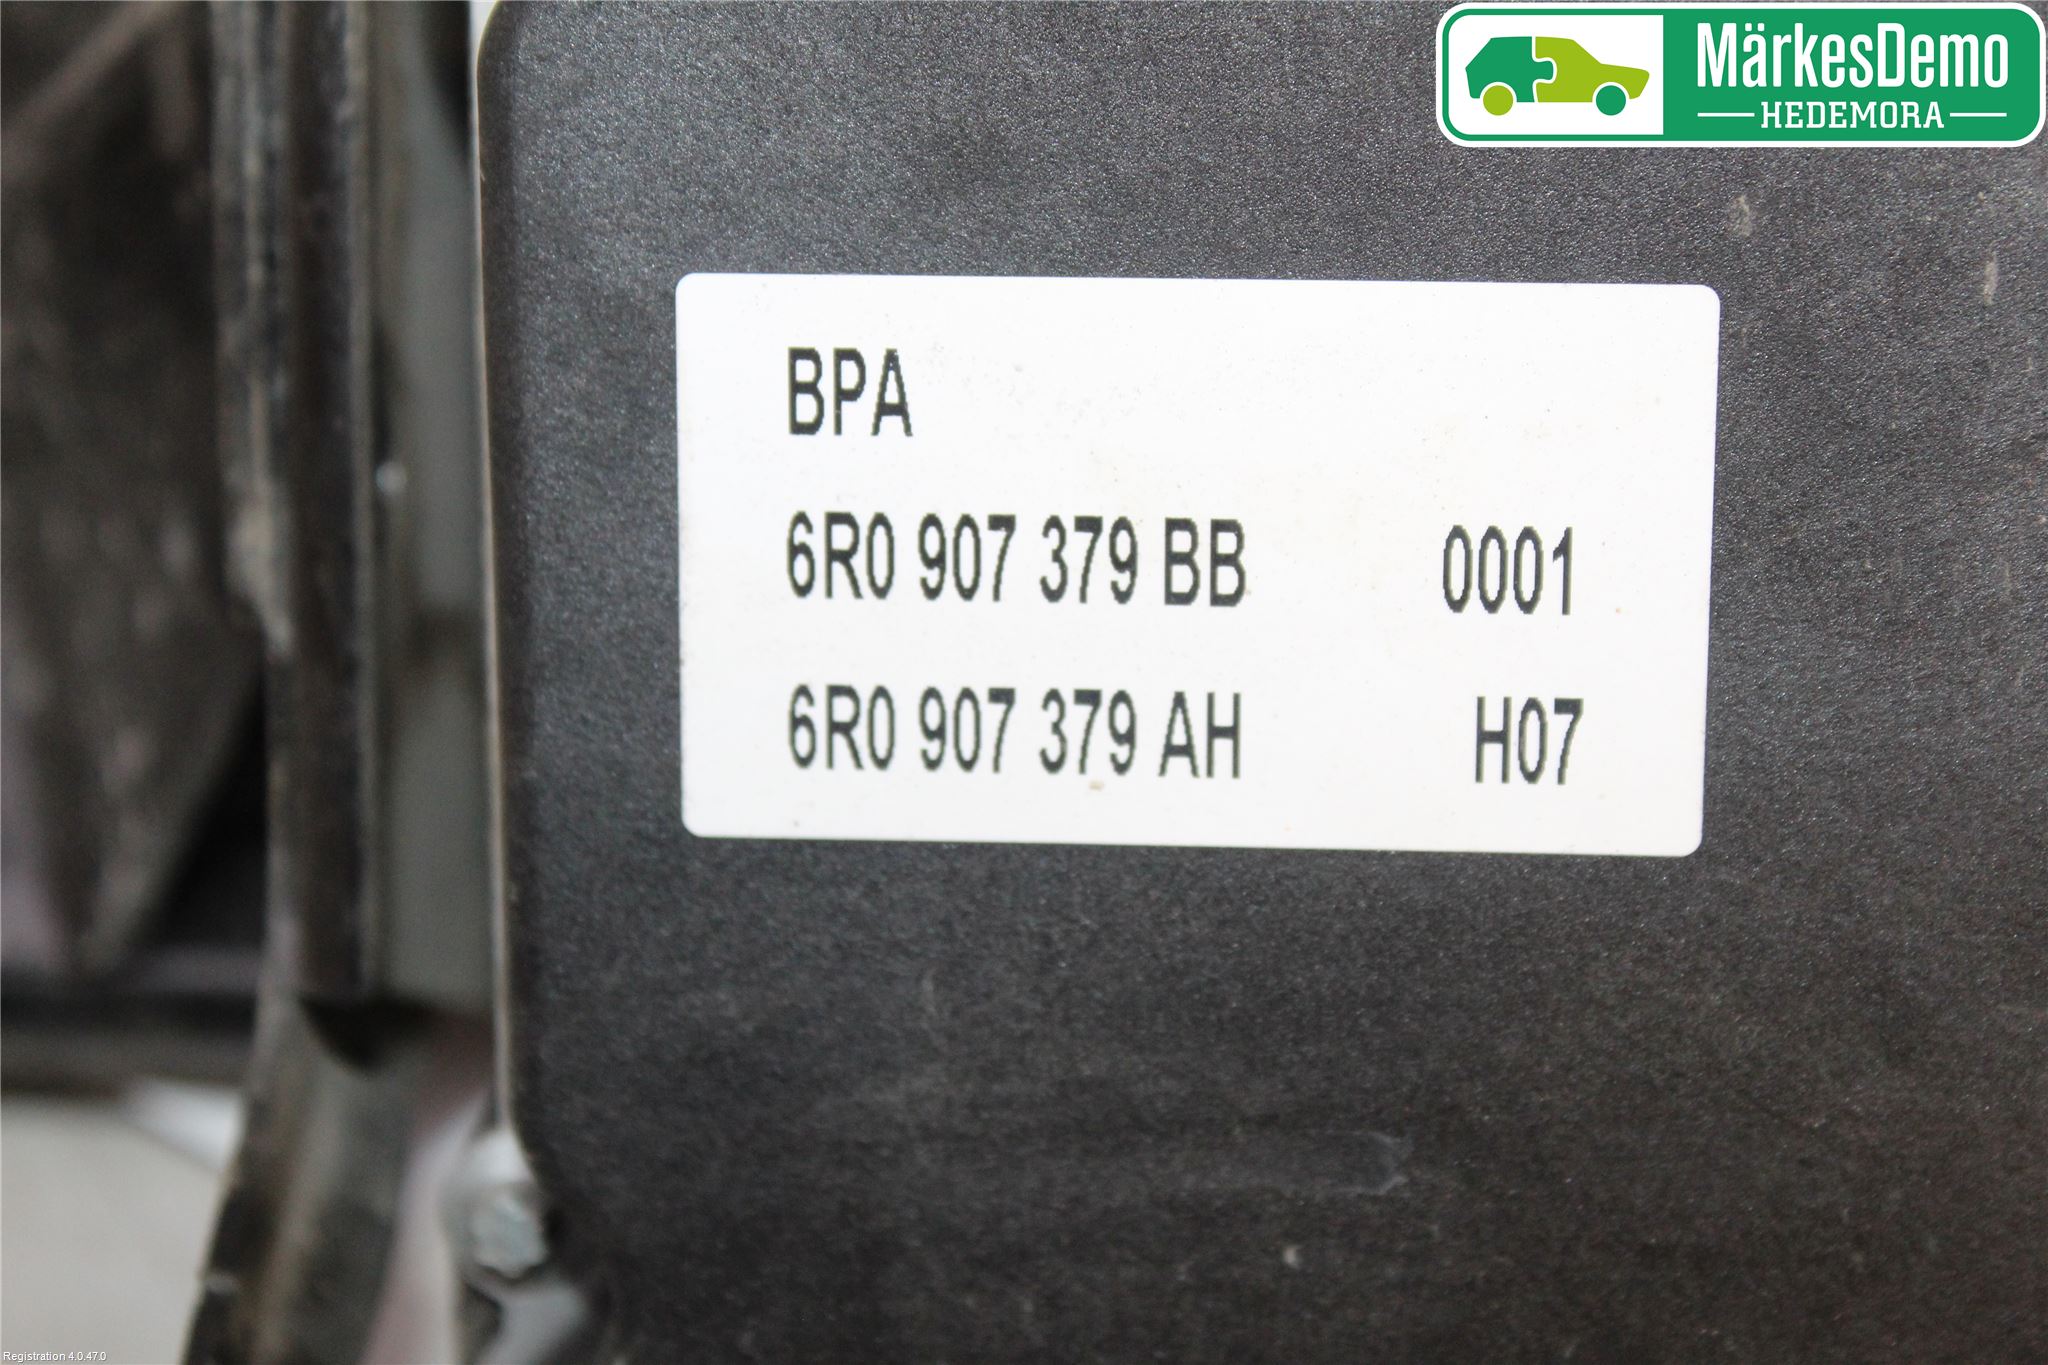 MärkesDemo
HEDEMORA
BPA
6R0 907 379 BB 0001
6R0 907 379 AH H07
Registration 4.0.47.0